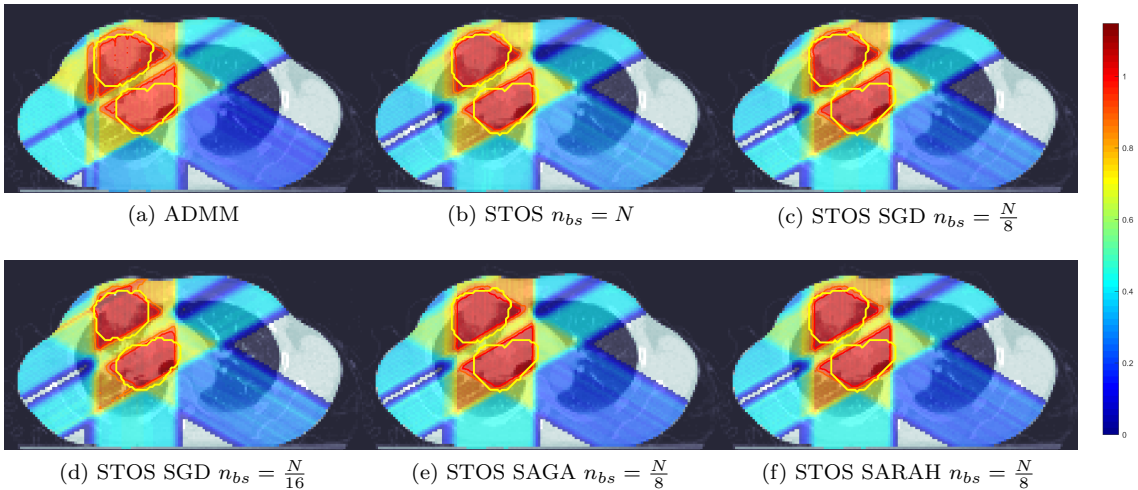 (a) ADMM
(b) STOS $n_{bs} = N$
(c) STOS SGD $n_{bs} = \frac{N}{8}$
(d) STOS SGD $n_{bs} = \frac{N}{16}$
(e) STOS SAGA $n_{bs} = \frac{N}{8}$
(f) STOS SARAH $n_{bs} = \frac{N}{8}$
1
0.8
0.6
0.4
0.2
0